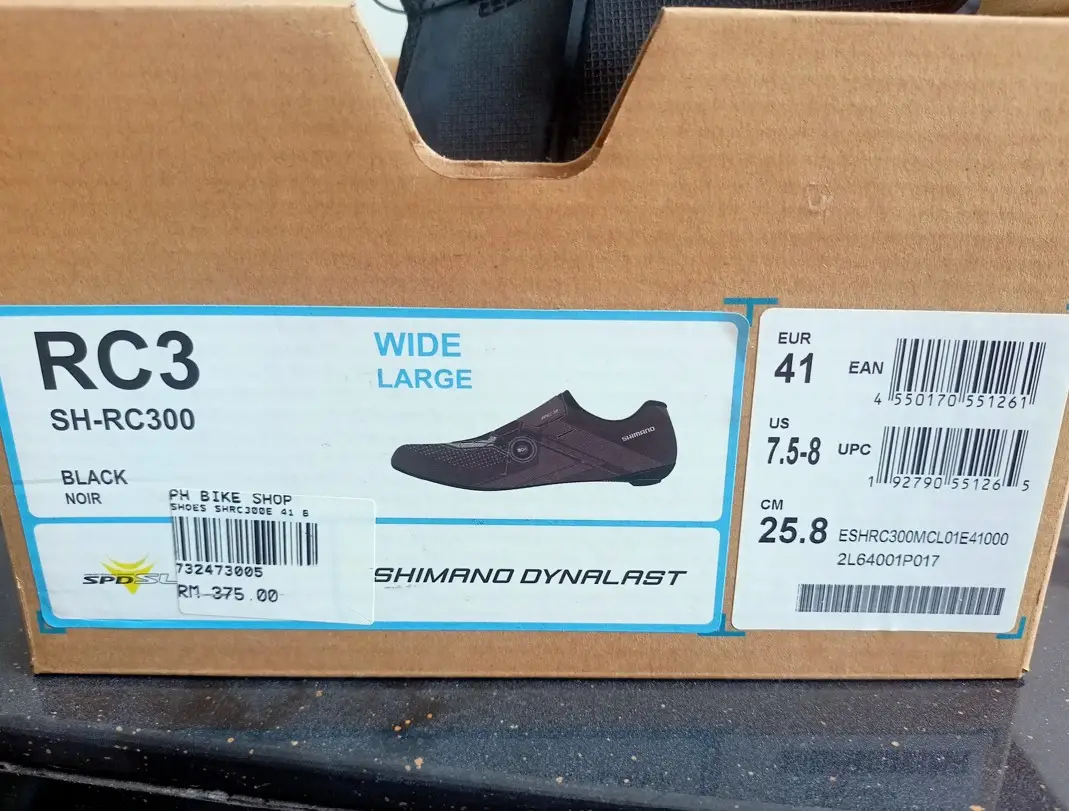 RC3
SH-RC300
BLACK
NOIR
WIDE
LARGE
SHIMANO
PH BIKE SHOP
SHOES SHRC300E 41 B
732473005
RM 375.00
SPD-SL
SHIMANO DYNALAST
EUR
41
EAN
4 550170 551261
US
7.5-8
UPC
1 92790 55126 5
CM
25.8
ESHRC300MCL01E41000
2L64001P017